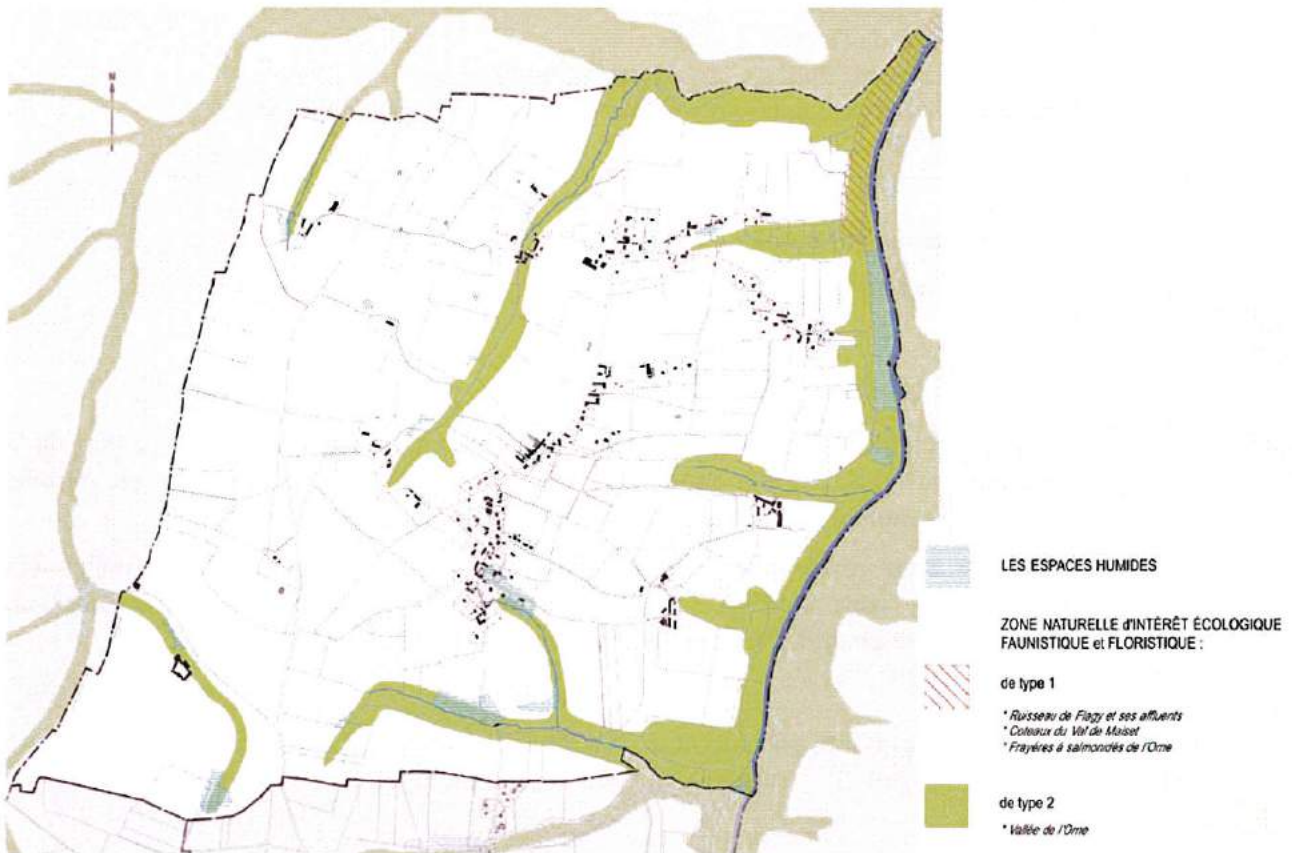 N
LES ESPACES HUMIDES
ZONE NATURELLE d'INTÉRÊT ÉCOLOGIQUE
FAUNISTIQUE et FLORISTIQUE :
de type 1
* Ruisseau de Flagy et ses affluents
* Coteaux du Val de Maiset
* Frayères à salmonidés de l'Orne
de type 2
* Vallée de l'Orne